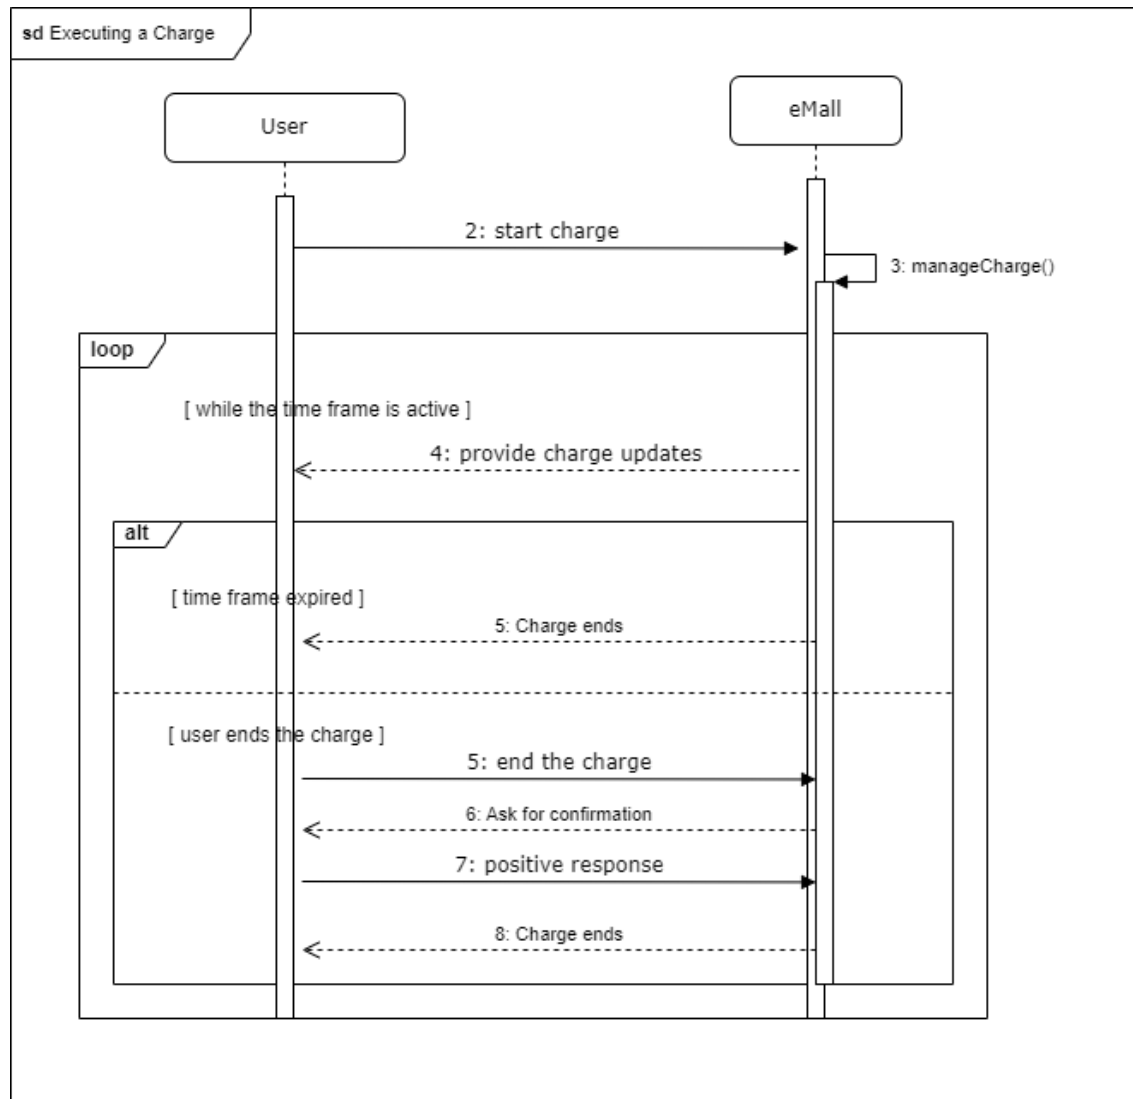 sd Executing a Charge
User
eMall
2: start charge
3: manageCharge()
loop
[ while the time frame is active ]
4: provide charge updates
alt
[ time frame expired ]
5: Charge ends
[ user ends the charge ]
5: end the charge
6: Ask for confirmation
7: positive response
8: Charge ends